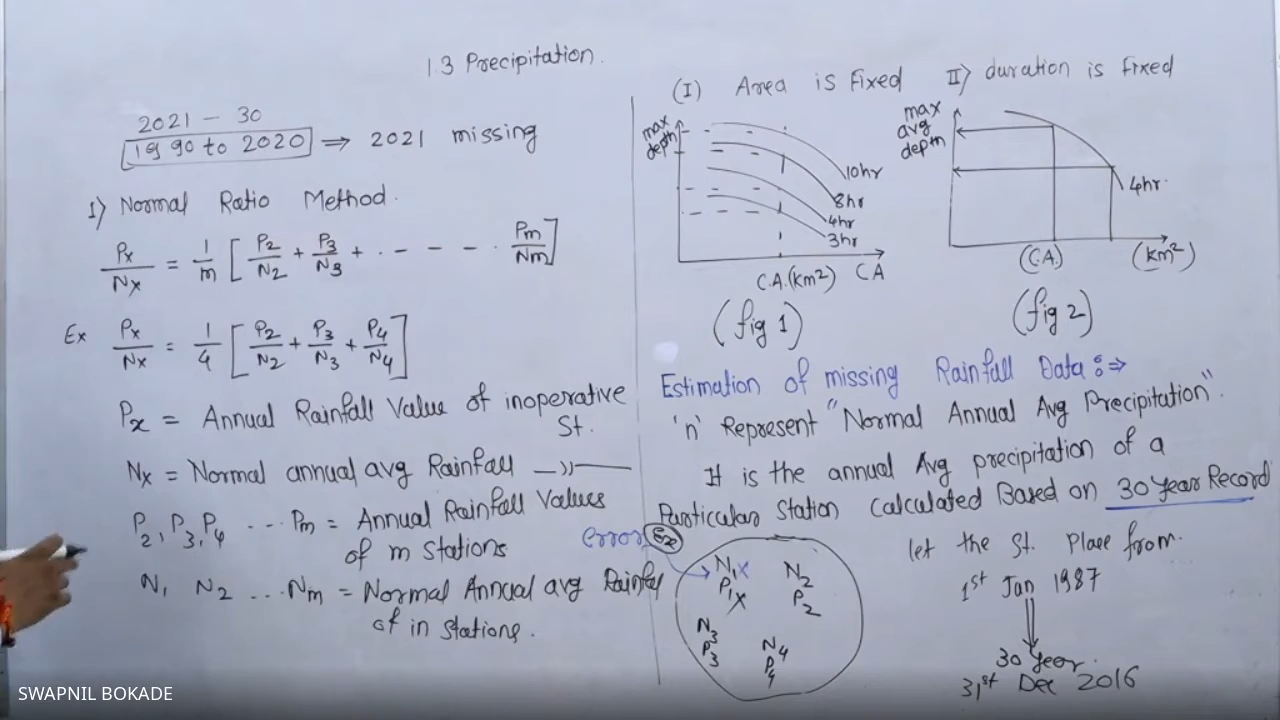 1.3 Precipitation.
2021 - 30
1990 to 2020 ⇒ 2021 missing
1) Normal Ratio Method.
Px/Nx = 1/m [P2/N2 + P3/N3 + . - - - . Pm/Nm]
Ex Px/Nx = 1/4 [P2/N2 + P3/N3 + P4/N4]
Px = Annual Rainfall Value of inoperative
St.
Nx = Normal annual avg Rainfall —〃—
P2, P3, P4 ... Pm = Annual Rainfall Values
of m Stations
N1 N2 ... Nm = Normal Annual avg Rainfal
of in stations.
(I) Area is Fixed
max
depth
10hr
8hr
4hr
3hr
C.A.(km²) CA
(fig 1)
II) duration is fixed
max
avg
depth
4hr.
(C.A.) (km²)
(fig 2)
Estimation of missing Rainfall Data :⇒
'n' Represent "Normal Annual Avg Precipitation".
It is the annual Avg precipitation of a
Particular Station Calculated Based on 30 Year Record
error Ex
N1 X N2
P1 X P2
N3 N4
P3 P4
let the St. Place from.
1st Jan 1987
30 Year.
31st Dec 2016
SWAPNIL BOKADE